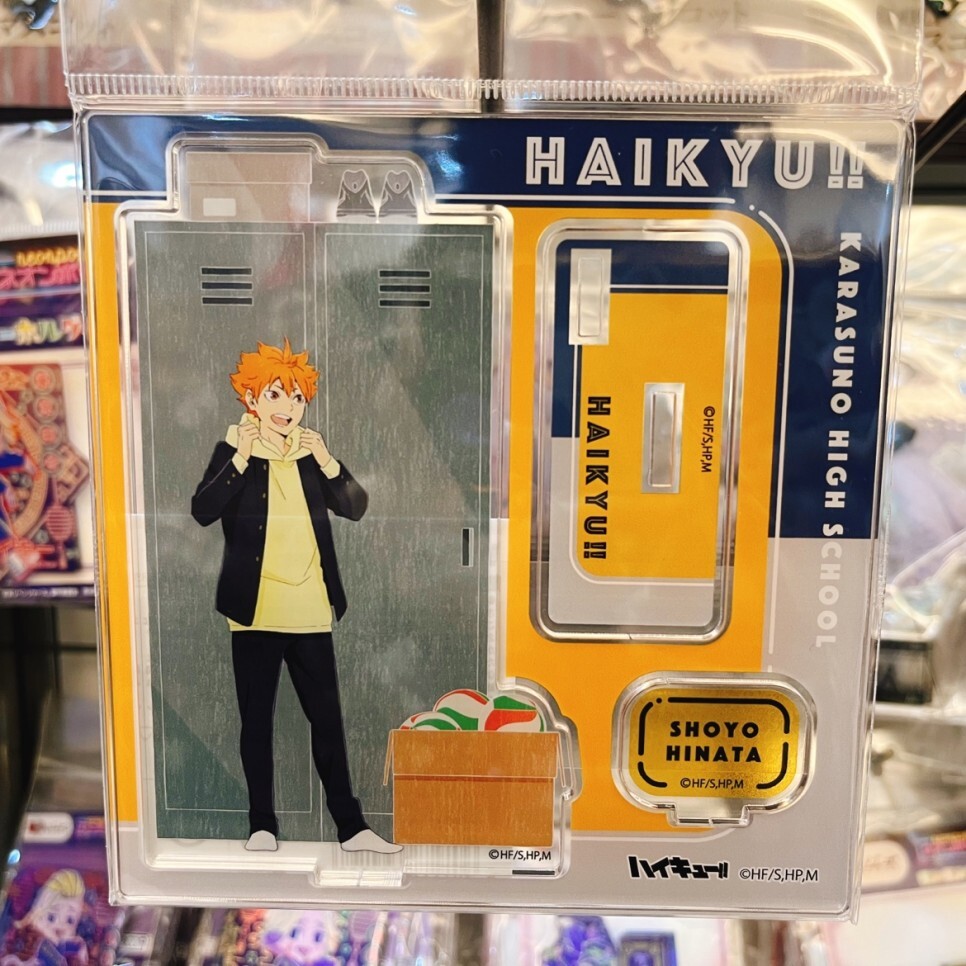 HAIKYU!!
KARASUNO HIGH SCHOOL
HAIKYU!!
©HF/S,HP,M
SHOYO
HINATA
©HF/S,HP,M
©HF/S,HP,M
ハイキュー!! ©HF/S,HP,M